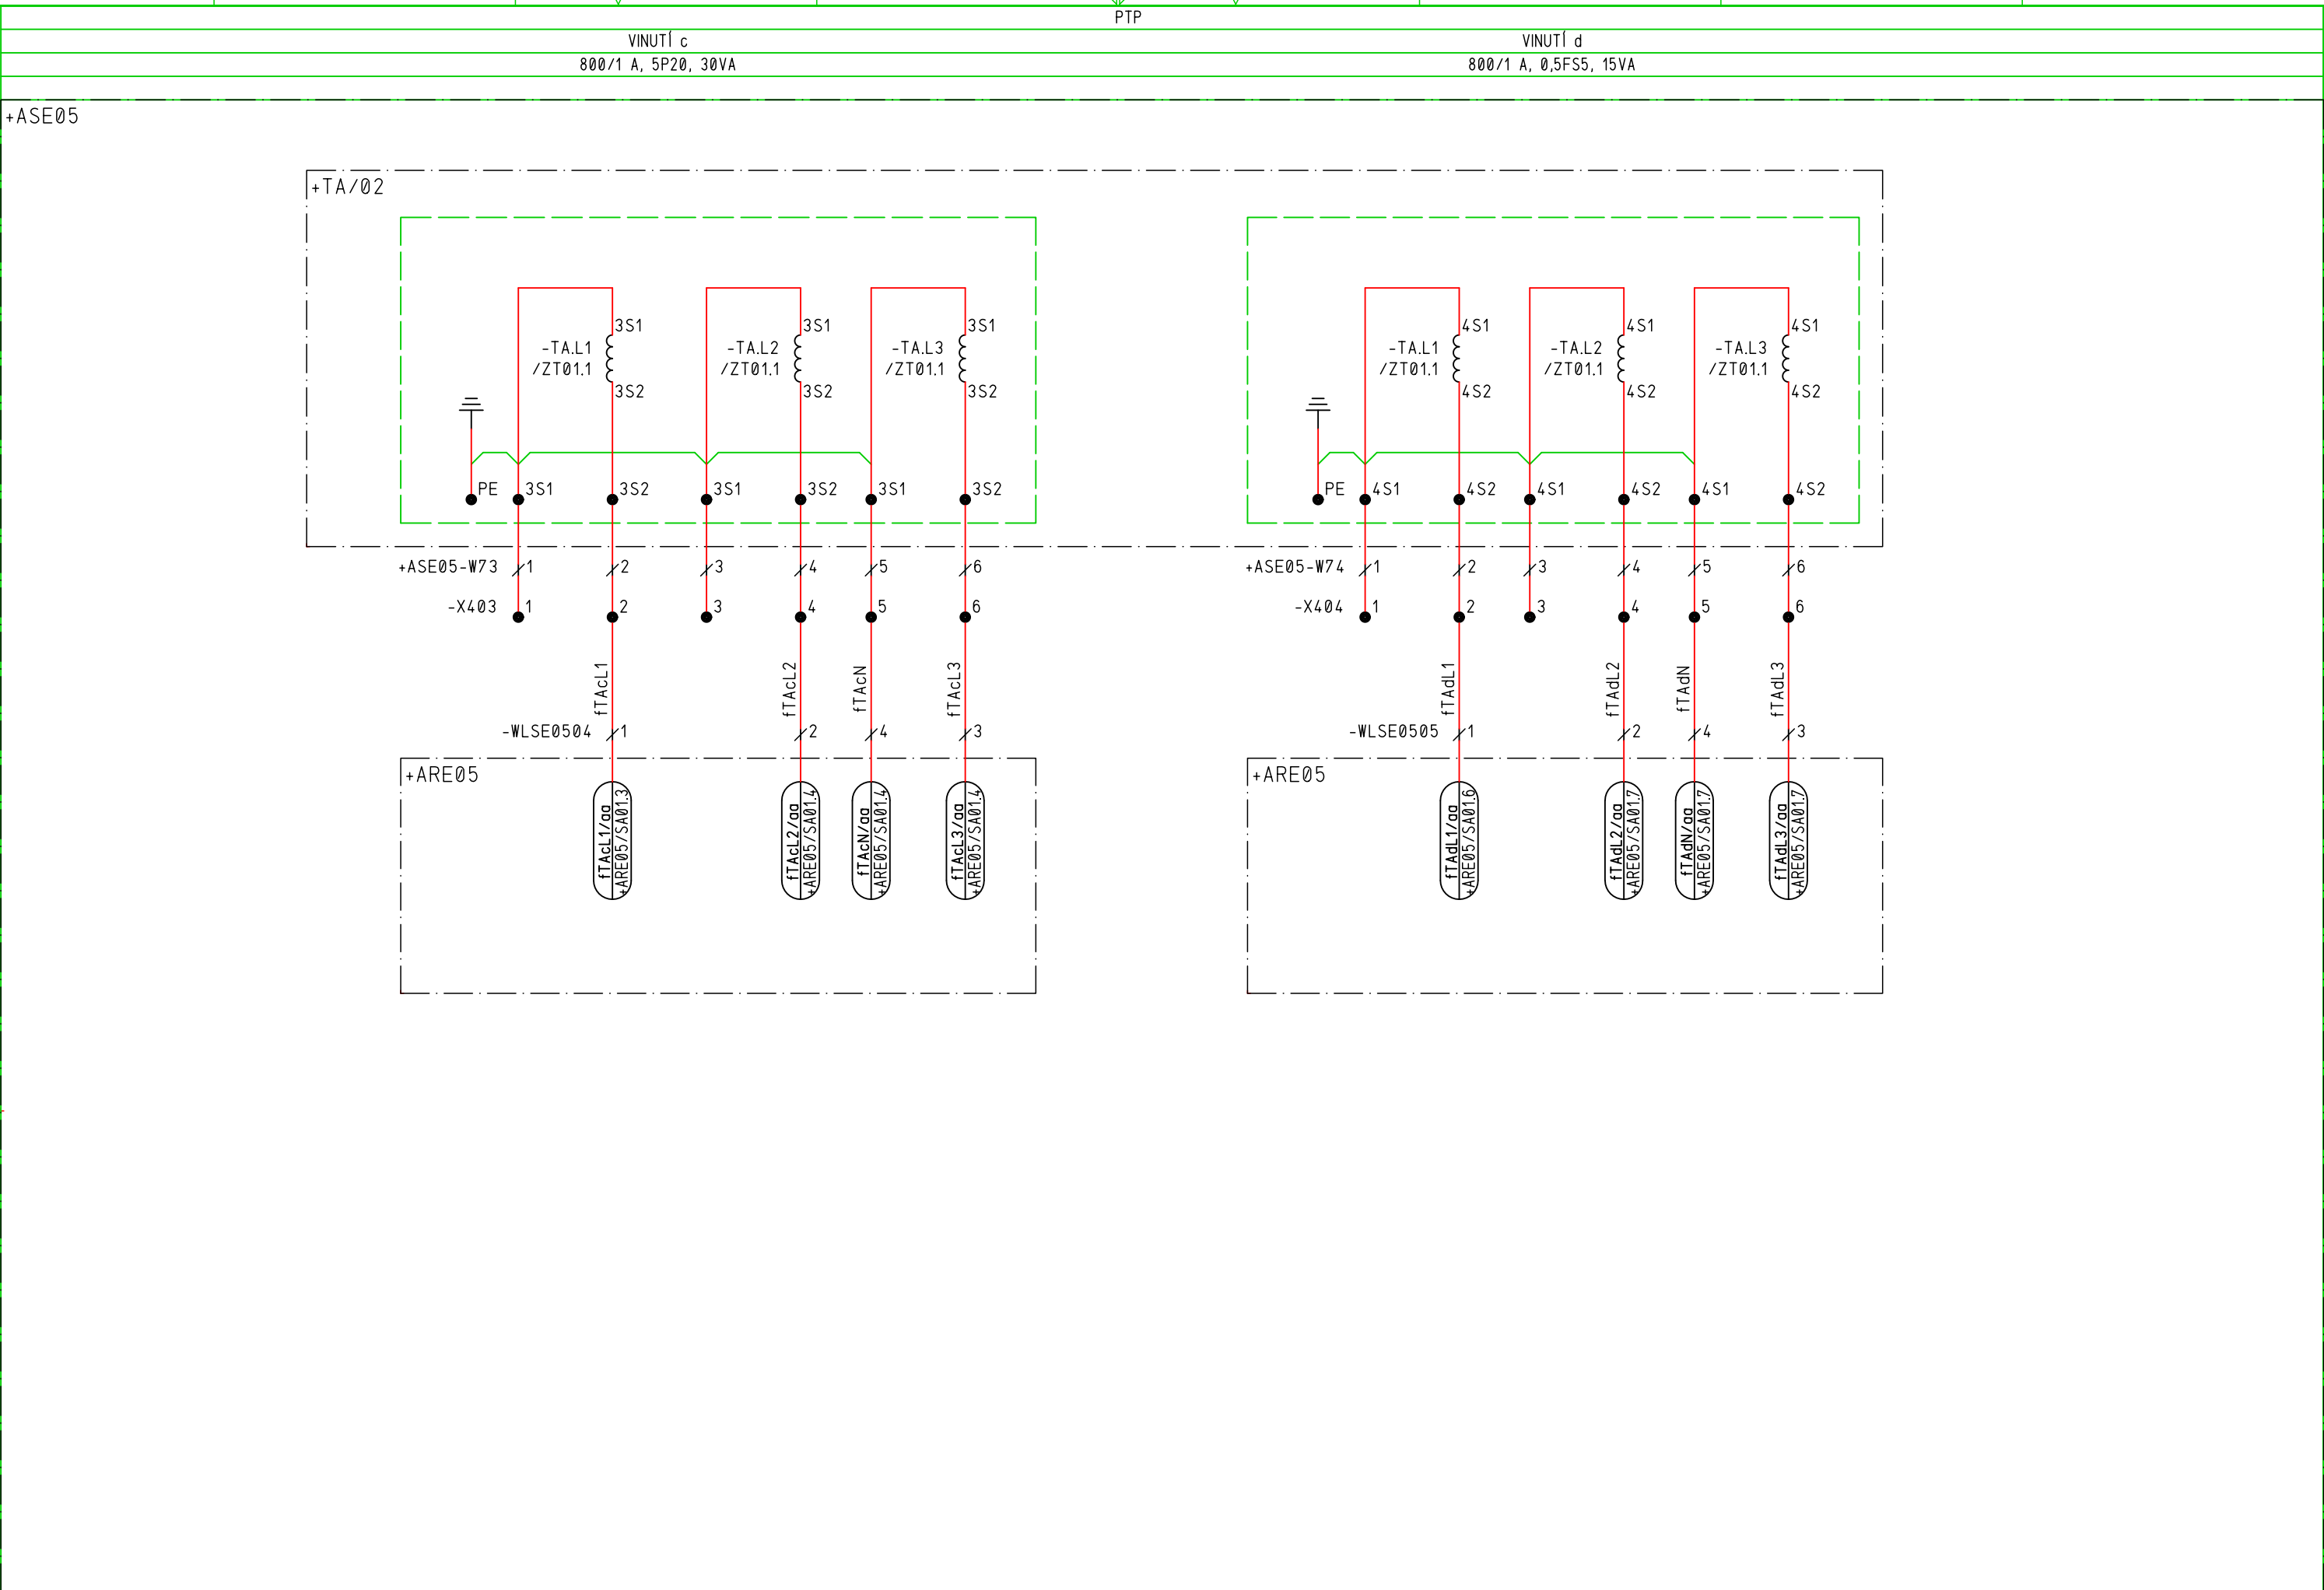 PTP
VINUTÍ c
VINUTÍ d
800/1 A, 5P20, 30VA
800/1 A, 0,5FS5, 15VA
+ASE05
+TA/02
3S1
3S1
3S1
4S1
4S1
4S1
-TA.L1
-TA.L2
-TA.L3
-TA.L1
-TA.L2
-TA.L3
/ZT01.1
/ZT01.1
/ZT01.1
/ZT01.1
/ZT01.1
/ZT01.1
3S2
3S2
3S2
4S2
4S2
4S2
PE
3S1
3S2
3S1
3S2
3S1
3S2
PE
4S1
4S2
4S1
4S2
4S1
4S2
+ASE05-W73
1
2
3
4
5
6
+ASE05-W74
1
2
3
4
5
6
-X403
1
2
3
4
5
6
-X404
1
2
3
4
5
6
fTAcL1
fTAcL2
fTAcN
fTAcL3
fTAdL1
fTAdL2
fTAdN
fTAdL3
-WLSE0504
1
2
4
3
-WLSE0505
1
2
4
3
+ARE05
+ARE05
fTAcL1/aa
+ARE05/SA01.3
fTAcL2/aa
+ARE05/SA01.4
fTAcN/aa
+ARE05/SA01.4
fTAcL3/aa
+ARE05/SA01.4
fTAdL1/aa
+ARE05/SA01.6
fTAdL2/aa
+ARE05/SA01.7
fTAdN/aa
+ARE05/SA01.7
fTAdL3/aa
+ARE05/SA01.7